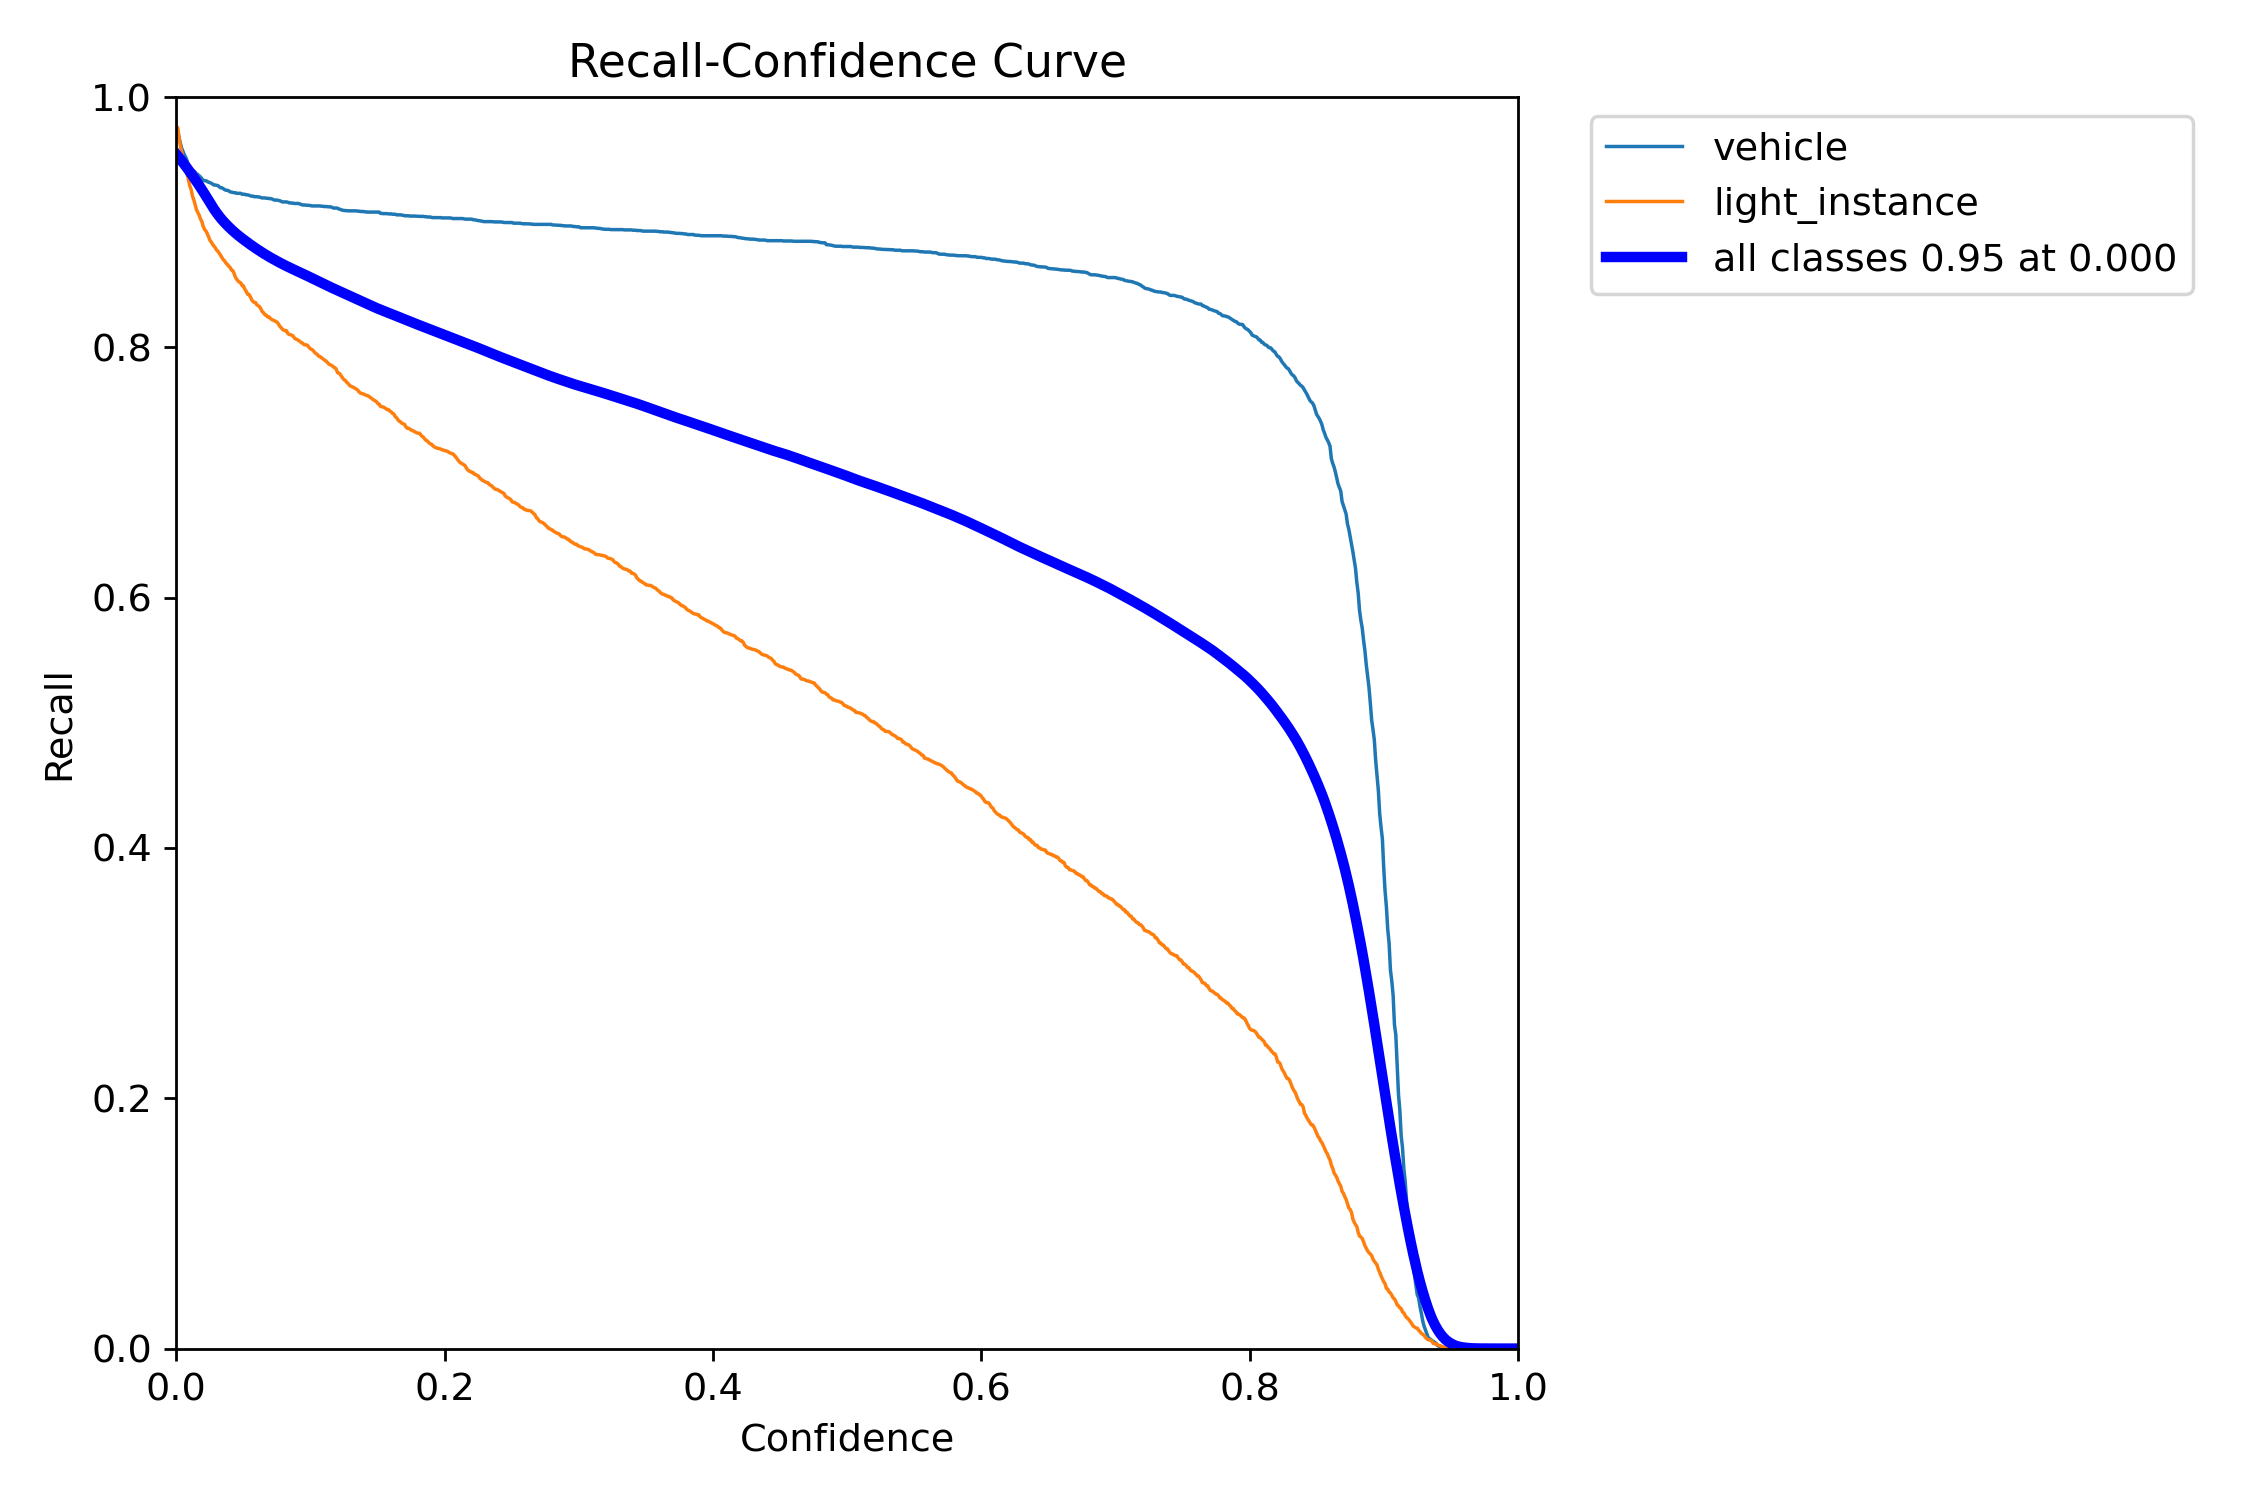 Recall-Confidence Curve
1.0
0.8
0.6
0.4
0.2
0.0
Recall
0.0 0.2 0.4 0.6 0.8 1.0
Confidence
vehicle
light_instance
all classes 0.95 at 0.000